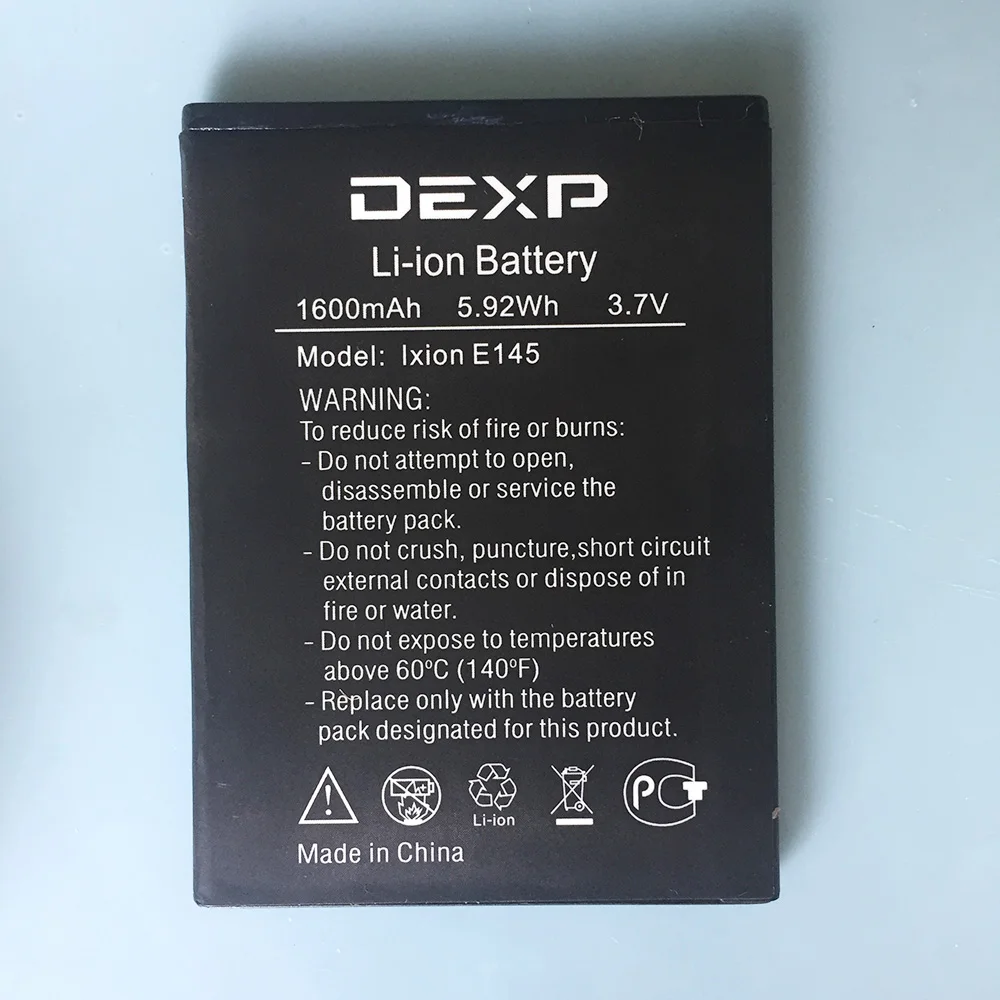 DEXP
Li-ion Battery
1600mAh 5.92Wh 3.7V
Model: Ixion E145
WARNING:
To reduce risk of fire or burns:
- Do not attempt to open,
disassemble or service the
battery pack.
- Do not crush, puncture,short circuit
external contacts or dispose of in
fire or water.
- Do not expose to temperatures
above 60ºC (140ºF)
- Replace only with the battery
pack designated for this product.
Li-ion
РСТ
Made in China